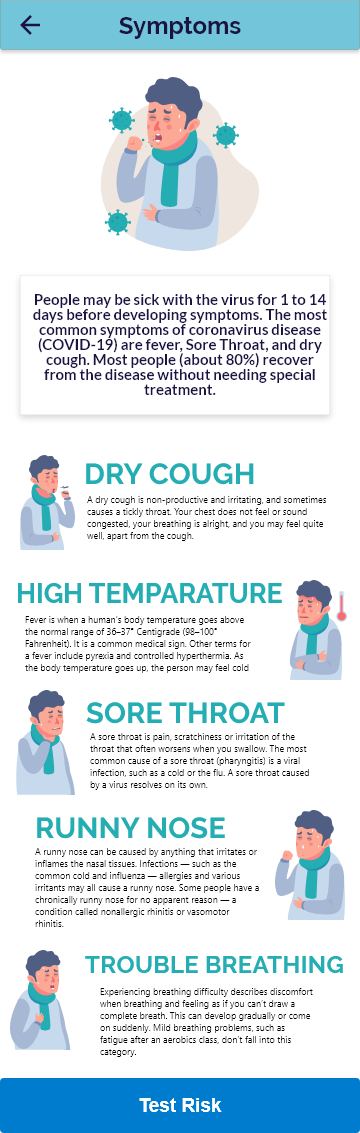 Symptoms
People may be sick with the virus for 1 to 14
days before developing symptoms. The most
common symptoms of coronavirus disease
(COVID-19) are fever, Sore Throat, and dry
cough. Most people (about 80%) recover
from the disease without needing special
treatment.
DRY COUGH
A dry cough is non-productive and irritating, and sometimes
causes a tickly throat. Your chest does not feel or sound
congested, your breathing is alright, and you may feel quite
well, apart from the cough.
HIGH TEMPARATURE
Fever is when a human's body temperature goes above
the normal range of 36–37° Centigrade (98–100°
Fahrenheit). It is a common medical sign. Other terms for
a fever include pyrexia and controlled hyperthermia. As
the body temperature goes up, the person may feel cold
SORE THROAT
A sore throat is pain, scratchiness or irritation of the
throat that often worsens when you swallow. The most
common cause of a sore throat (pharyngitis) is a viral
infection, such as a cold or the flu. A sore throat caused
by a virus resolves on its own.
RUNNY NOSE
A runny nose can be caused by anything that irritates or
inflames the nasal tissues. Infections — such as the
common cold and influenza — allergies and various
irritants may all cause a runny nose. Some people have a
chronically runny nose for no apparent reason — a
condition called nonallergic rhinitis or vasomotor
rhinitis.
TROUBLE BREATHING
Experiencing breathing difficulty describes discomfort
when breathing and feeling as if you can't draw a
complete breath. This can develop gradually or come
on suddenly. Mild breathing problems, such as
fatigue after an aerobics class, don't fall into this
category.
Test Risk